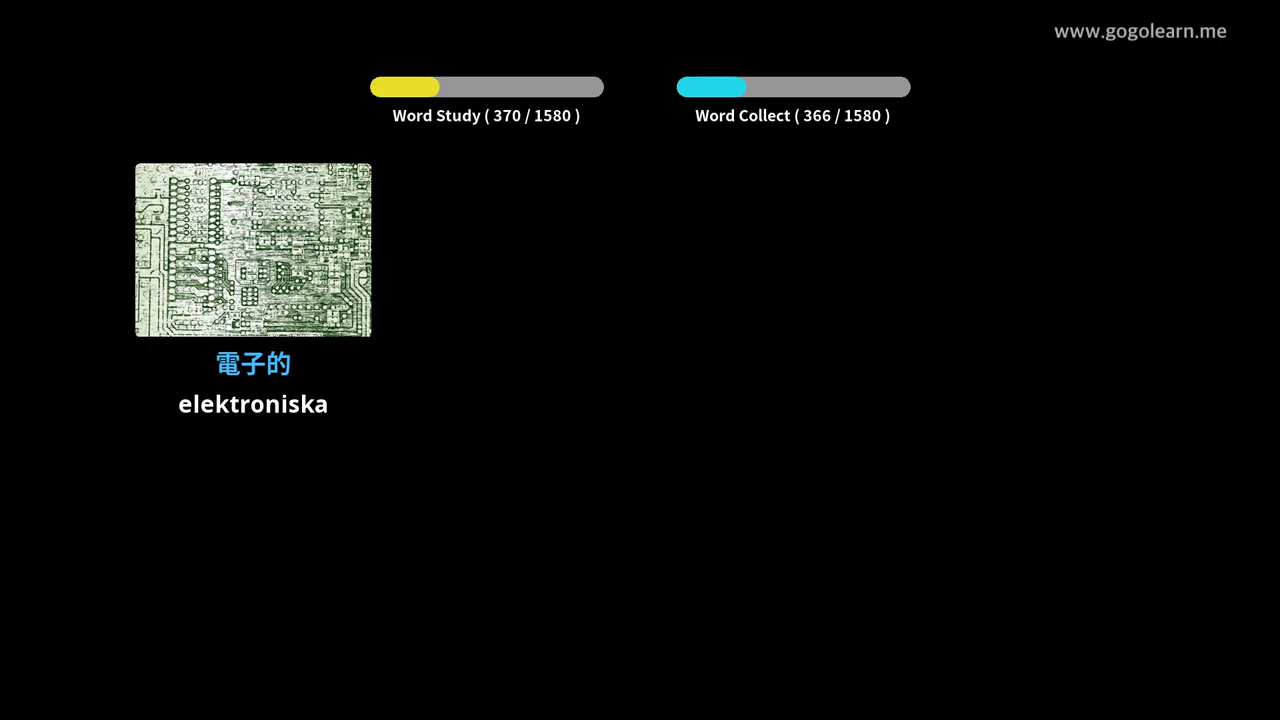 www.gogolearn.me
Word Study ( 370 / 1580 )
Word Collect ( 366 / 1580 )
電子的
elektroniska